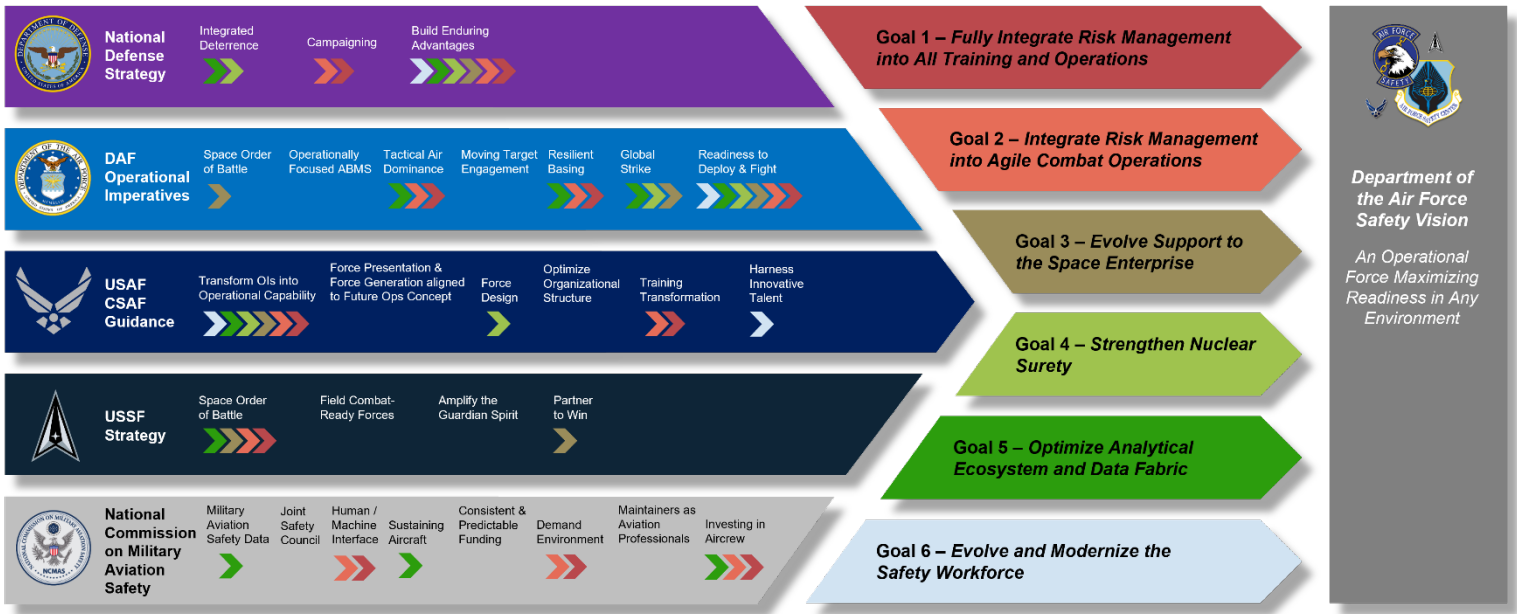 National
Defense
Strategy
Integrated
Deterrence
Campaigning
Build Enduring
Advantages
DAF
Operational
Imperatives
Space Order
of Battle
Operationally
Focused ABMS
Tactical Air
Dominance
Moving Target
Engagement
Resilient
Basing
Global
Strike
Readiness to
Deploy & Fight
USAF
CSAF
Guidance
Transform OIs into
Operational Capability
Force Presentation &
Force Generation aligned
to Future Ops Concept
Force
Design
Optimize
Organizational
Structure
Training
Transformation
Harness
Innovative
Talent
USSF
Strategy
Space Order
of Battle
Field Combat-
Ready Forces
Amplify the
Guardian Spirit
Partner
to Win
National
Commission
on Military
Aviation
Safety
Military
Aviation
Safety Data
Joint
Safety
Council
Human /
Machine
Interface
Sustaining
Aircraft
Consistent &
Predictable
Funding
Demand
Environment
Maintainers as
Aviation
Professionals
Investing in
Aircrew
NCMAS
Goal 1 – Fully Integrate Risk Management
into All Training and Operations
Goal 2 – Integrate Risk Management
into Agile Combat Operations
Goal 3 – Evolve Support to
the Space Enterprise
Goal 4 – Strengthen Nuclear
Surety
Goal 5 – Optimize Analytical
Ecosystem and Data Fabric
Goal 6 – Evolve and Modernize the
Safety Workforce
AIR FORCE
SAFETY
AIR FORCE SAFETY CENTER
Department of
the Air Force
Safety Vision
An Operational
Force Maximizing
Readiness in Any
Environment